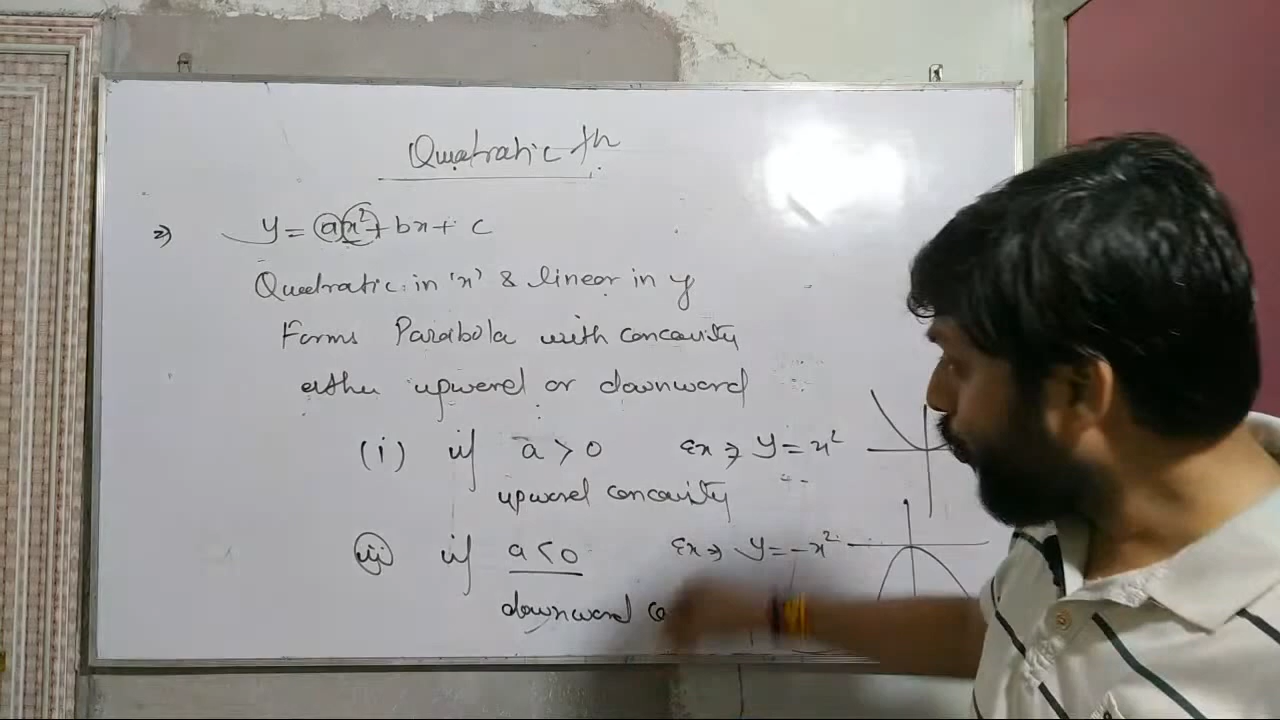 Quadratic fn
2) y = ax² + bx + c
Quadratic in 'x' & linear in y
Forms Parabola with concavity
either upward or downward
(i) if a > 0 Ex ⇒ y = x²
upward concavity
(ii) if a < 0 Ex ⇒ y = -x²
downward